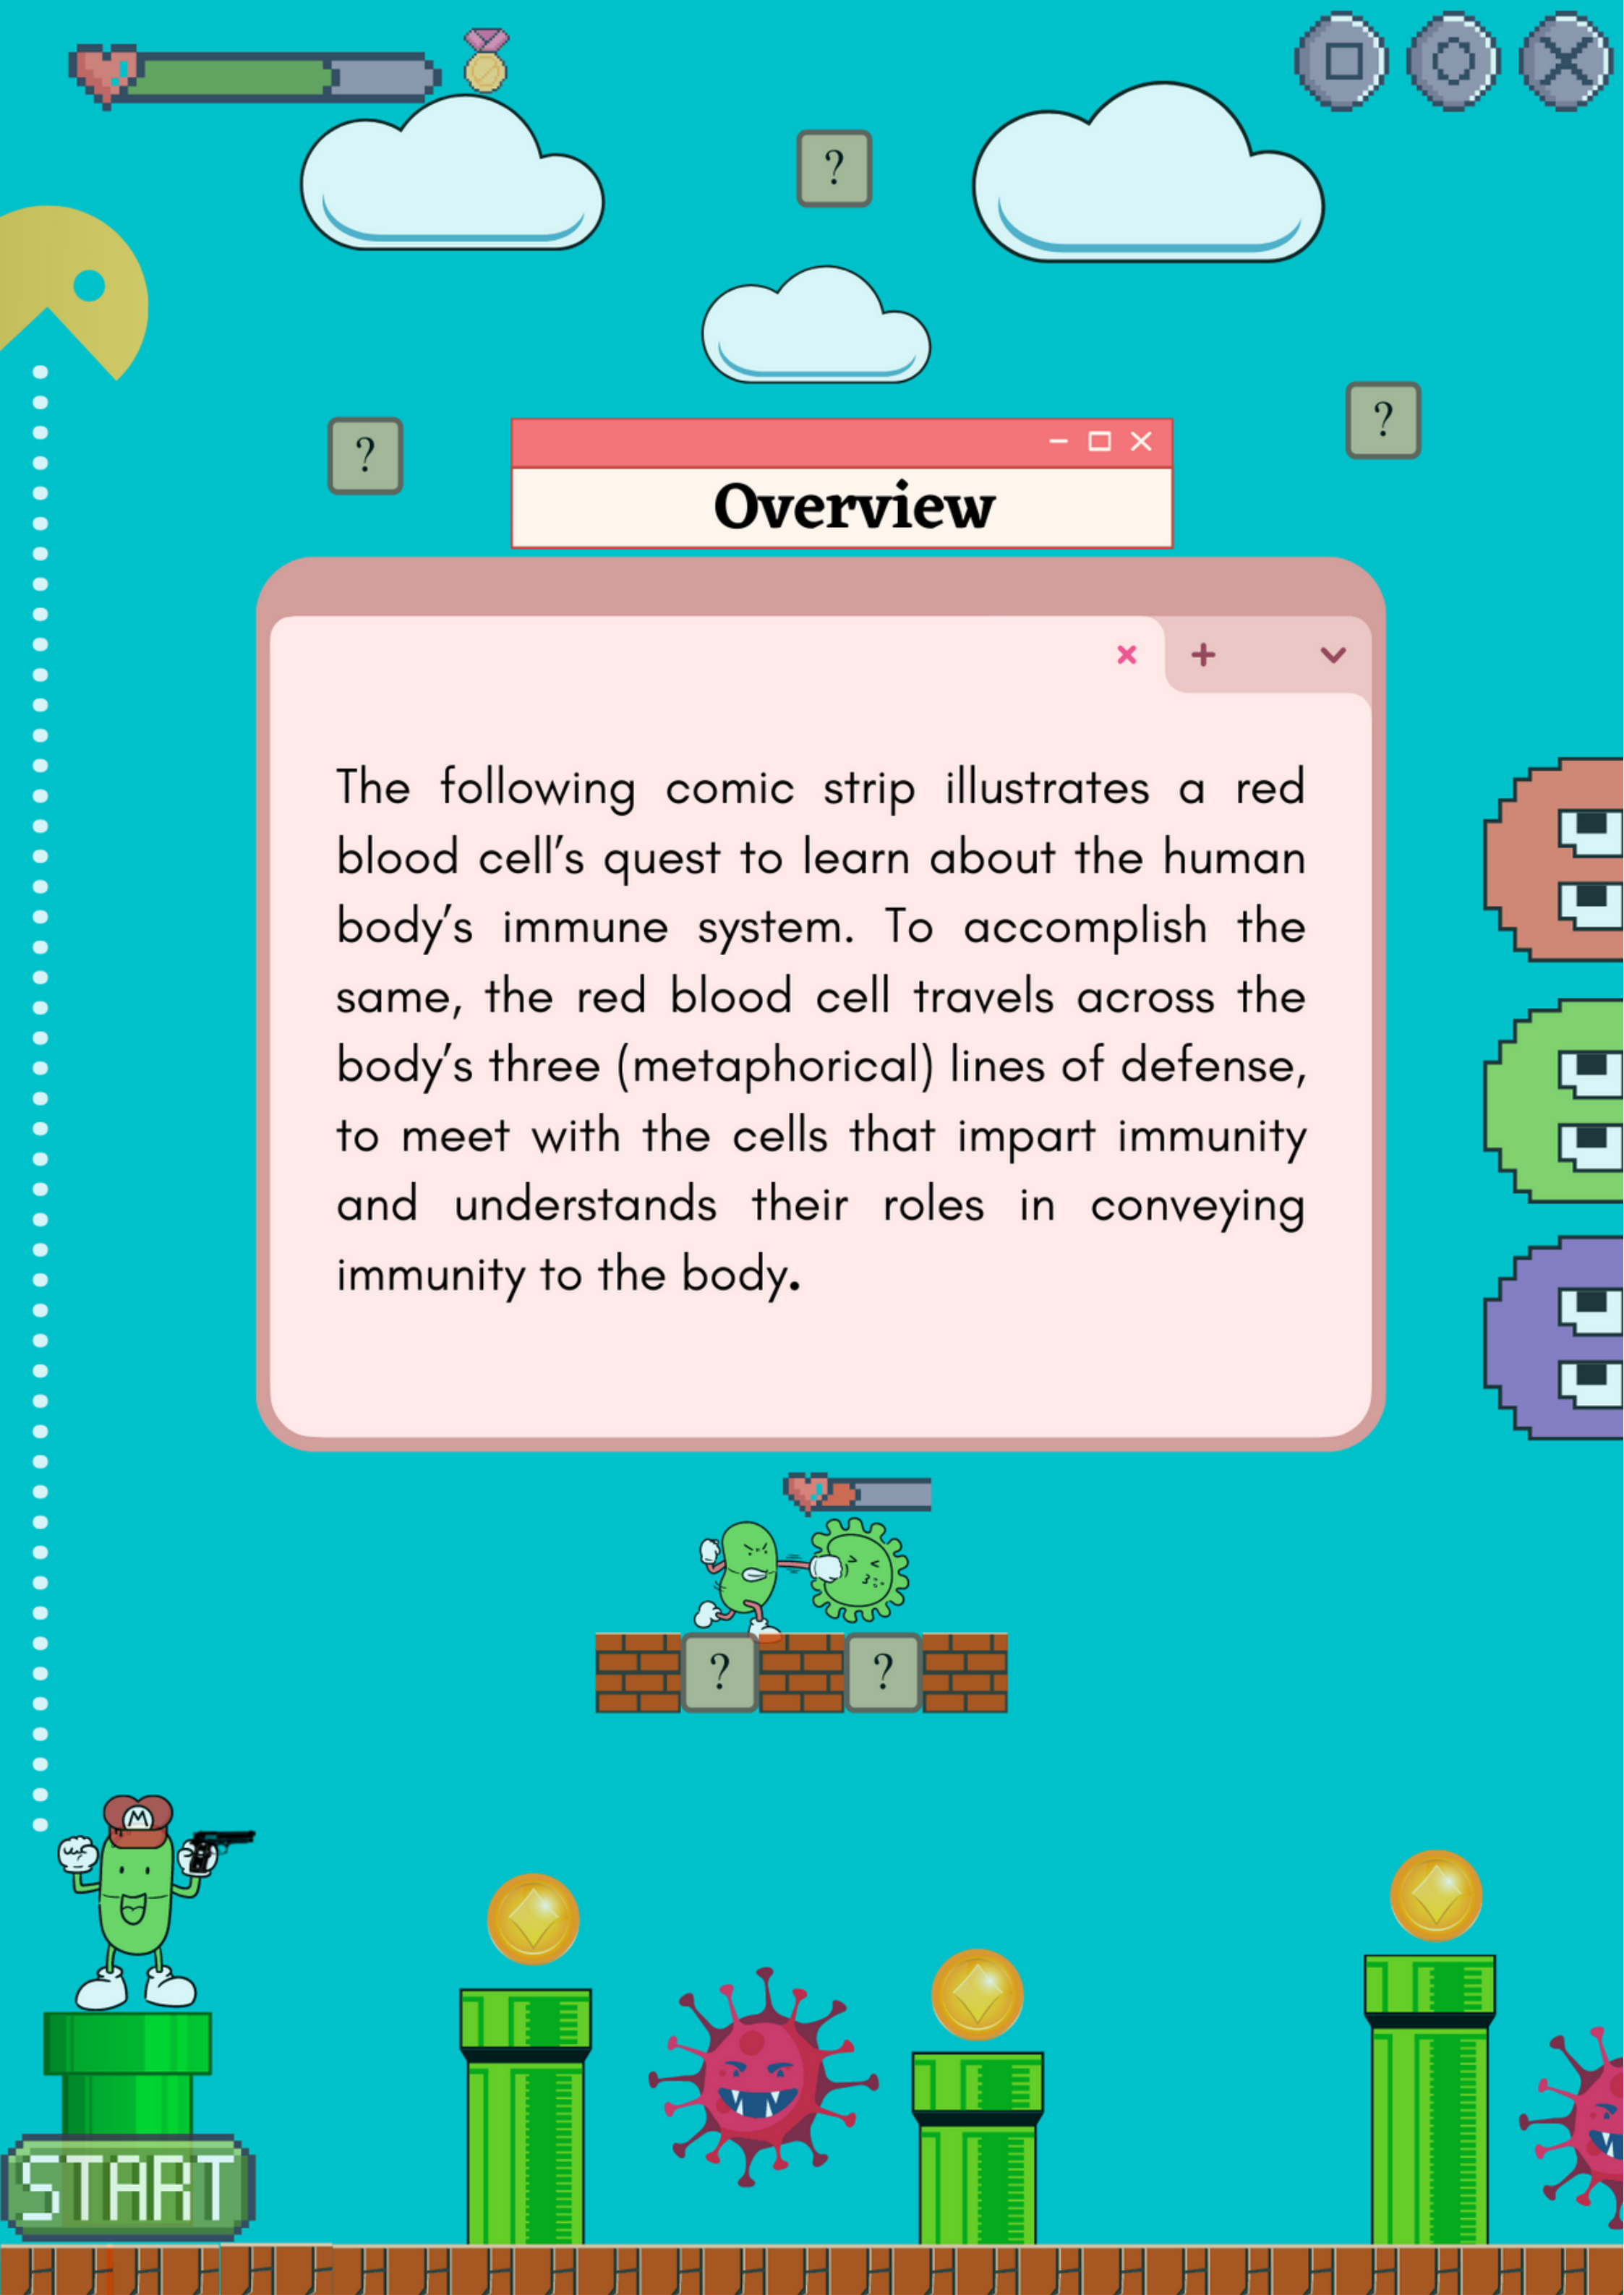 ?
?
?
Overview
The following comic strip illustrates a red
blood cell’s quest to learn about the human
body’s immune system. To accomplish the
same, the red blood cell travels across the
body’s three (metaphorical) lines of defense,
to meet with the cells that impart immunity
and understands their roles in conveying
immunity to the body.
? ?
M
START